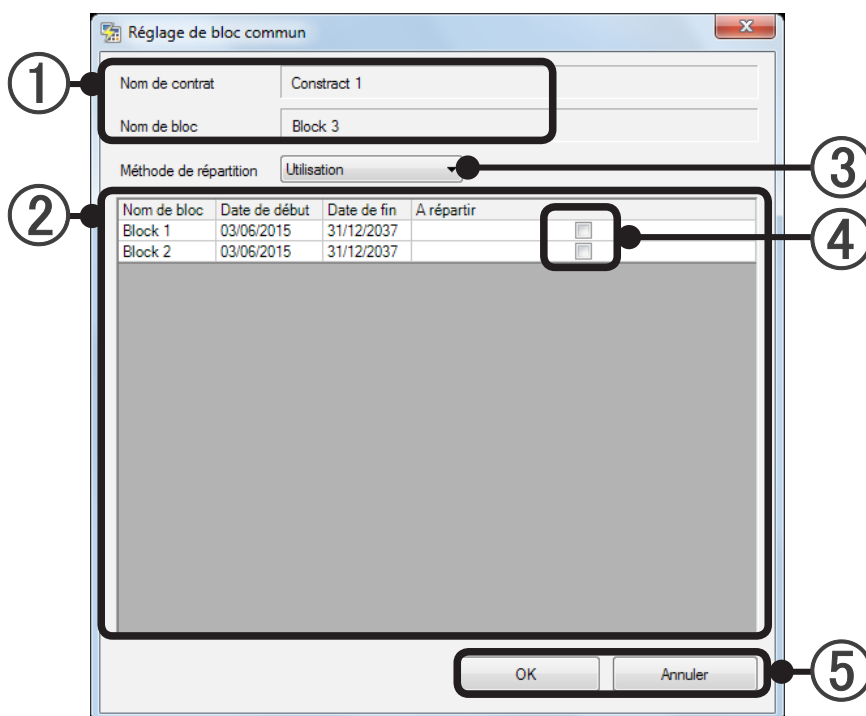 Réglage de bloc commun
① Nom de contrat Constract 1
Nom de bloc Block 3
Méthode de répartition Utilisation ③
② Nom de bloc Date de début Date de fin A répartir
Block 1 03/06/2015 31/12/2037 ④
Block 2 03/06/2015 31/12/2037
OK Annuler ⑤